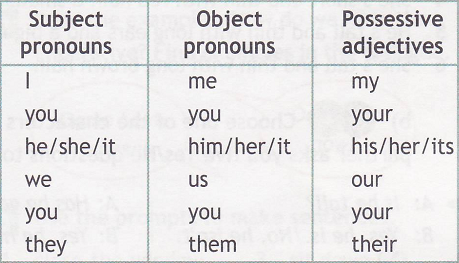 Subject pronouns Object pronouns Possessive adjectives
I me my
you you your
he/she/it him/her/it his/her/its
we us our
you you your
they them their